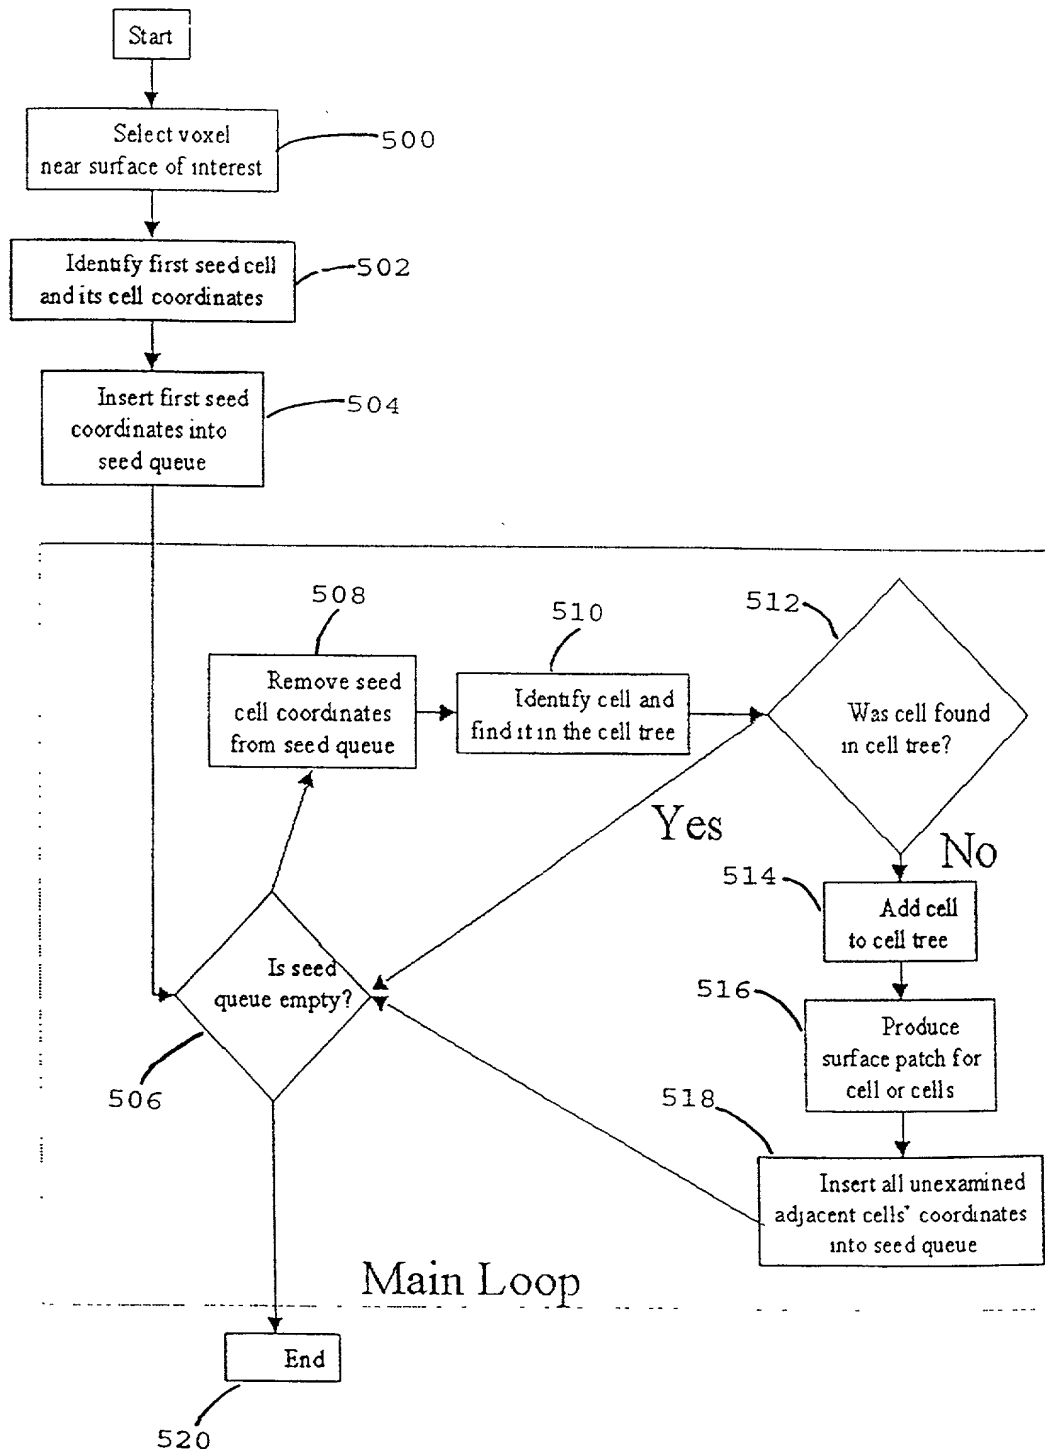 Start
Select voxel
near surface of interest
500
Identify first seed cell
and its cell coordinates
502
Insert first seed
coordinates into
seed queue
504
508
Remove seed
cell coordinates
from seed queue
510
Identify cell and
find it in the cell tree
512
Was cell found
in cell tree?
Yes
No
514
Add cell
to cell tree
Is seed
queue empty?
506
516
Produce
surface patch for
cell or cells
518
Insert all unexamined
adjacent cells' coordinates
into seed queue
Main Loop
End
520